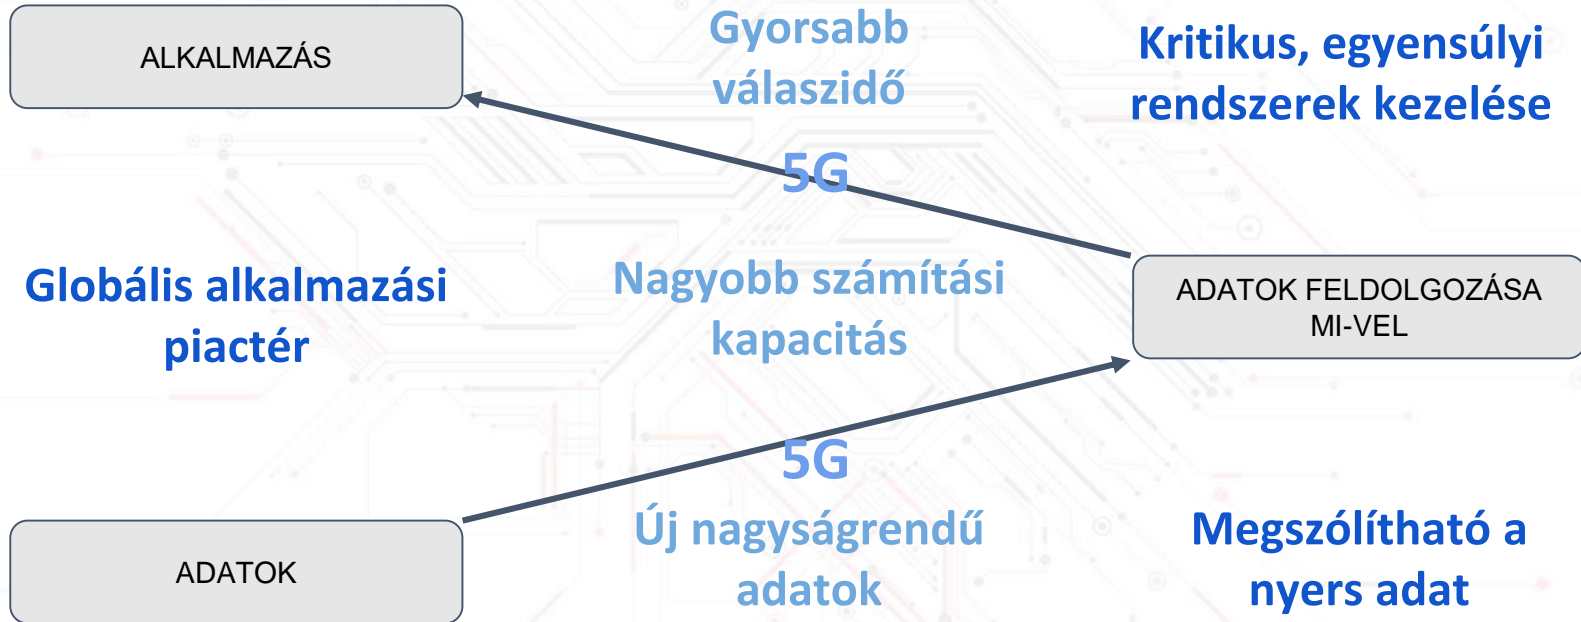 ALKALMAZÁS
Gyorsabb
válaszidő
Kritikus, egyensúlyi
rendszerek kezelése
5G
Globális alkalmazási
piactér
Nagyobb számítási
kapacitás
ADATOK FELDOLGOZÁSA
MI-VEL
5G
ADATOK
Új nagyságrendű
adatok
Megszólítható a
nyers adat